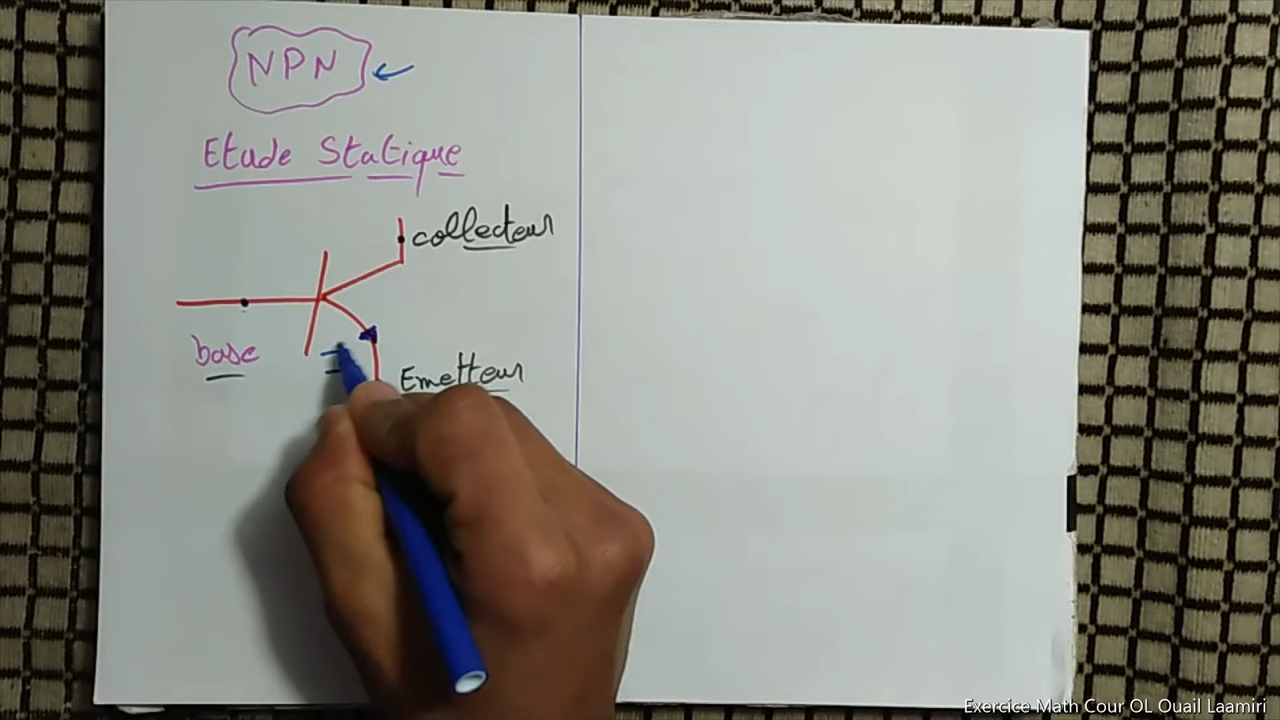 NPN
Etude Statique
collecteur
base
Emetteur
Exercice Math Cour OL Ouail Laamiri